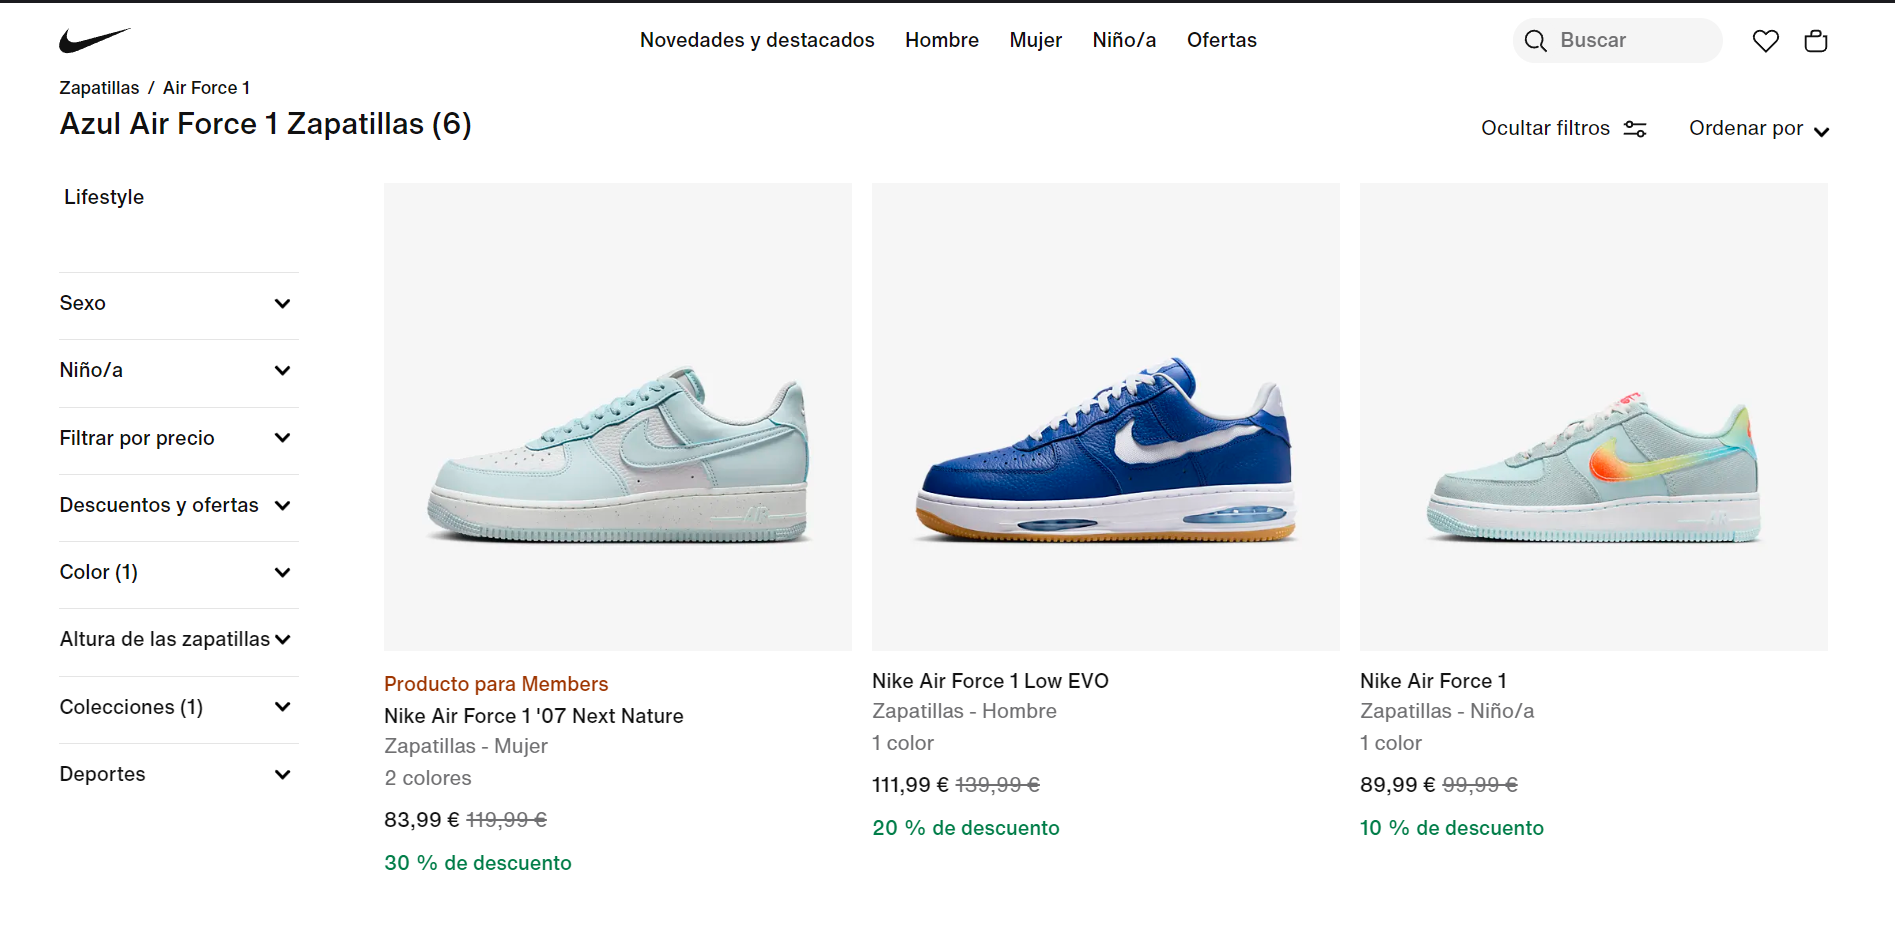 Novedades y destacados Hombre Mujer Niño/a Ofertas Buscar
Zapatillas / Air Force 1
Azul Air Force 1 Zapatillas (6)
Ocultar filtros Ordenar por
Lifestyle
Sexo
Niño/a
Filtrar por precio
Descuentos y ofertas
Color (1)
Altura de las zapatillas
Colecciones (1)
Deportes
Producto para Members
Nike Air Force 1 '07 Next Nature
Zapatillas - Mujer
2 colores
83,99 € 119,99 €
30 % de descuento
Nike Air Force 1 Low EVO
Zapatillas - Hombre
1 color
111,99 € 139,99 €
20 % de descuento
Nike Air Force 1
Zapatillas - Niño/a
1 color
89,99 € 99,99 €
10 % de descuento
AIR